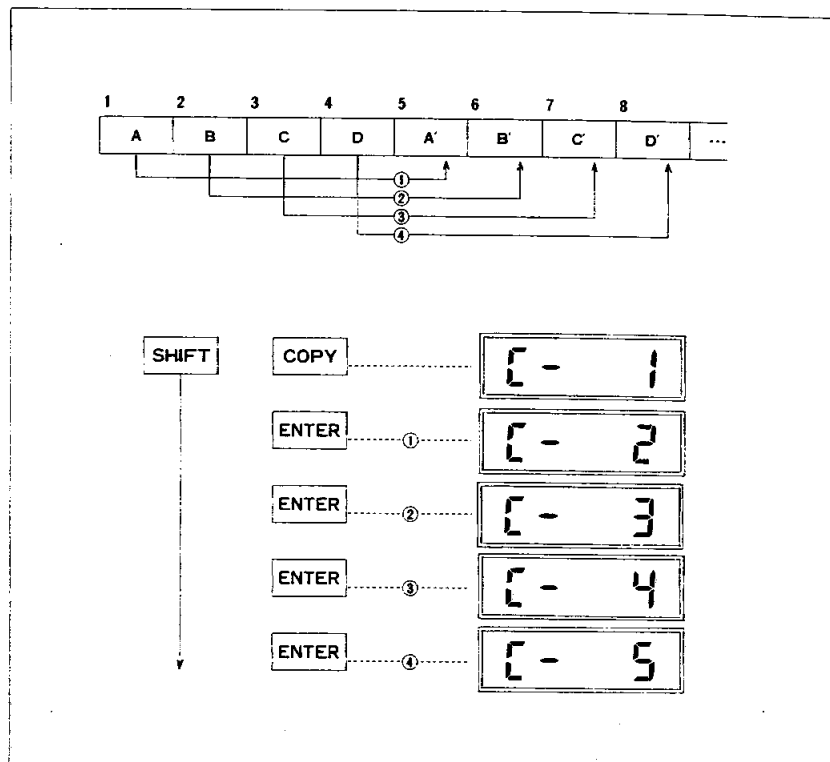 1 2 3 4 5 6 7 8
A B C D A′ B′ C′ D′ ...
①
②
③
④
SHIFT COPY C- 1
ENTER ① C- 2
ENTER ② C- 3
ENTER ③ C- 4
ENTER ④ C- 5